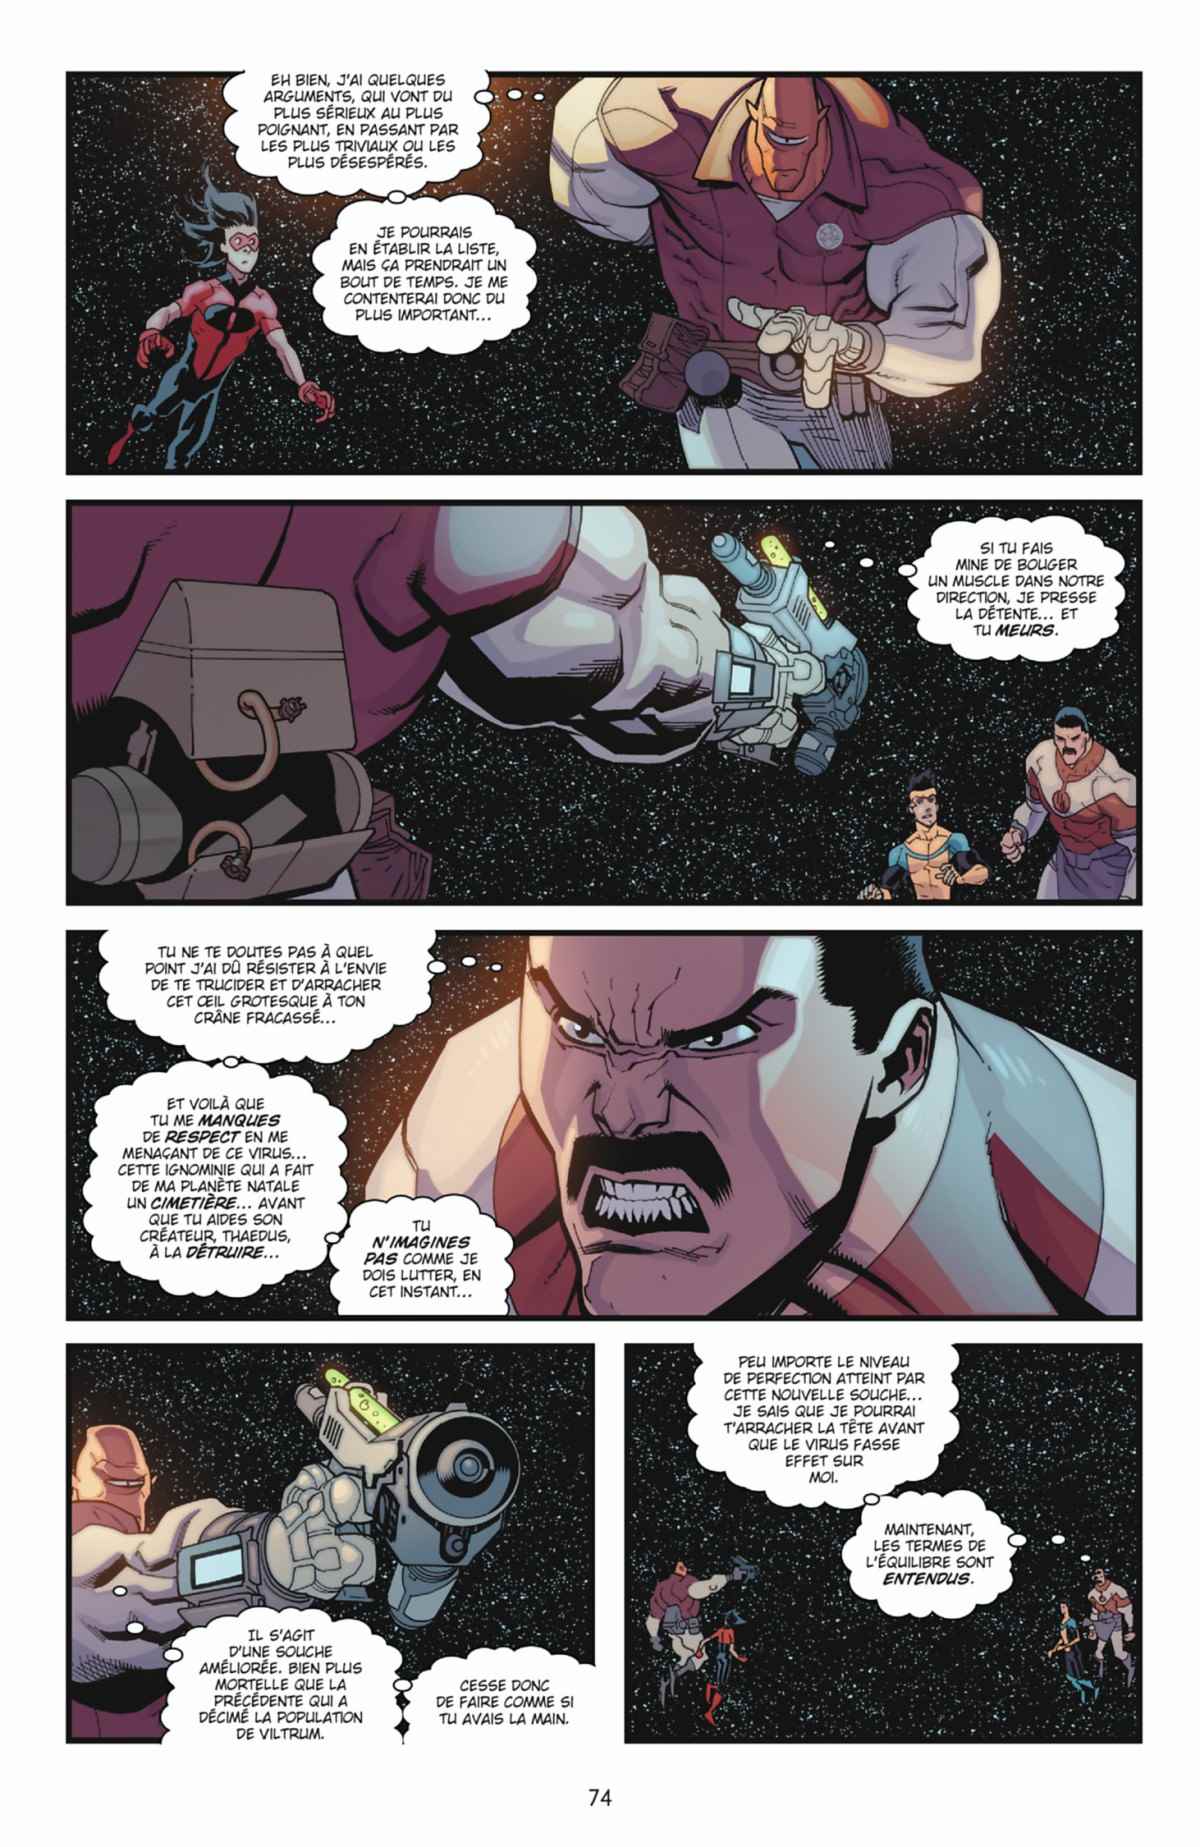 EH BIEN, J'AI QUELQUES
ARGUMENTS, QUI VONT DU
PLUS SÉRIEUX AU PLUS
POIGNANT, EN PASSANT PAR
LES PLUS TRIVIAUX OU LES
PLUS DÉSESPÉRÉS.
JE POURRAIS
EN ÉTABLIR LA LISTE,
MAIS ÇA PRENDRAIT UN
BOUT DE TEMPS. JE ME
CONTENTERAI DONC DU
PLUS IMPORTANT...
SI TU FAIS
MINE DE BOUGER
UN MUSCLE DANS NOTRE
DIRECTION, JE PRESSE
LA DÉTENTE... ET
TU MEURS.
TU NE TE DOUTES PAS À QUEL
POINT J'AI DÛ RÉSISTER À L'ENVIE
DE TE TRUCIDER ET D'ARRACHER
CET ŒIL GROTESQUE À TON
CRÂNE FRACASSÉ...
ET VOILÀ QUE
TU ME MANQUES
DE RESPECT EN ME
MENAÇANT DE CE VIRUS...
CETTE IGNOMINIE QUI A FAIT
DE MA PLANÈTE NATALE
UN CIMETIÈRE... AVANT
QUE TU AIDES SON
CRÉATEUR, THAEDUS,
À LA DÉTRUIRE...
TU
N'IMAGINES
PAS COMME JE
DOIS LUTTER, EN
CET INSTANT...
IL S'AGIT
D'UNE SOUCHE
AMÉLIORÉE. BIEN PLUS
MORTELLE QUE LA
PRÉCÉDENTE QUI A
DÉCIMÉ LA POPULATION
DE VILTRUM.
CESSE DONC
DE FAIRE COMME SI
TU AVAIS LA MAIN.
PEU IMPORTE LE NIVEAU
DE PERFECTION ATTEINT PAR
CETTE NOUVELLE SOUCHE...
JE SAIS QUE JE POURRAI
T'ARRACHER LA TÊTE AVANT
QUE LE VIRUS FASSE
EFFET SUR
MOI.
MAINTENANT,
LES TERMES DE
L'ÉQUILIBRE SONT
ENTENDUS.
74